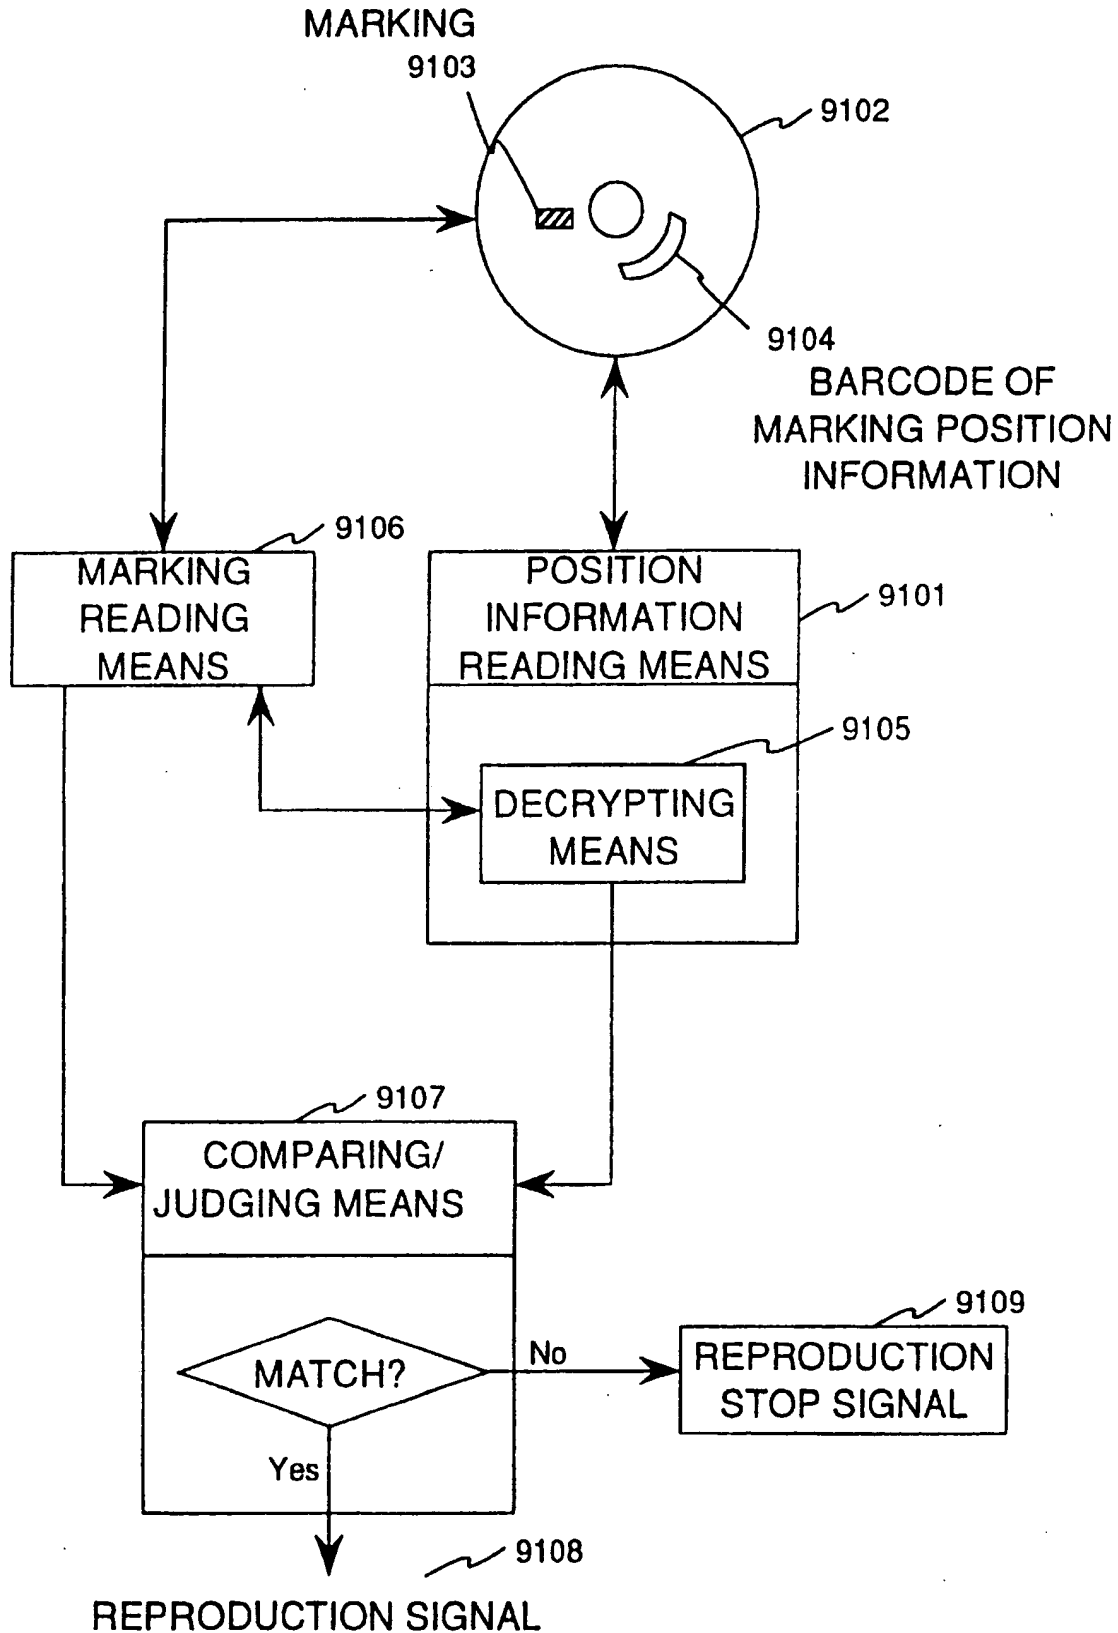 MARKING
9103
9102
9104
BARCODE OF
MARKING POSITION
INFORMATION
9106
MARKING
READING
MEANS
POSITION
INFORMATION
READING MEANS
9101
9105
DECRYPTING
MEANS
9107
COMPARING/
JUDGING MEANS
MATCH?
No
Yes
9109
REPRODUCTION
STOP SIGNAL
9108
REPRODUCTION SIGNAL